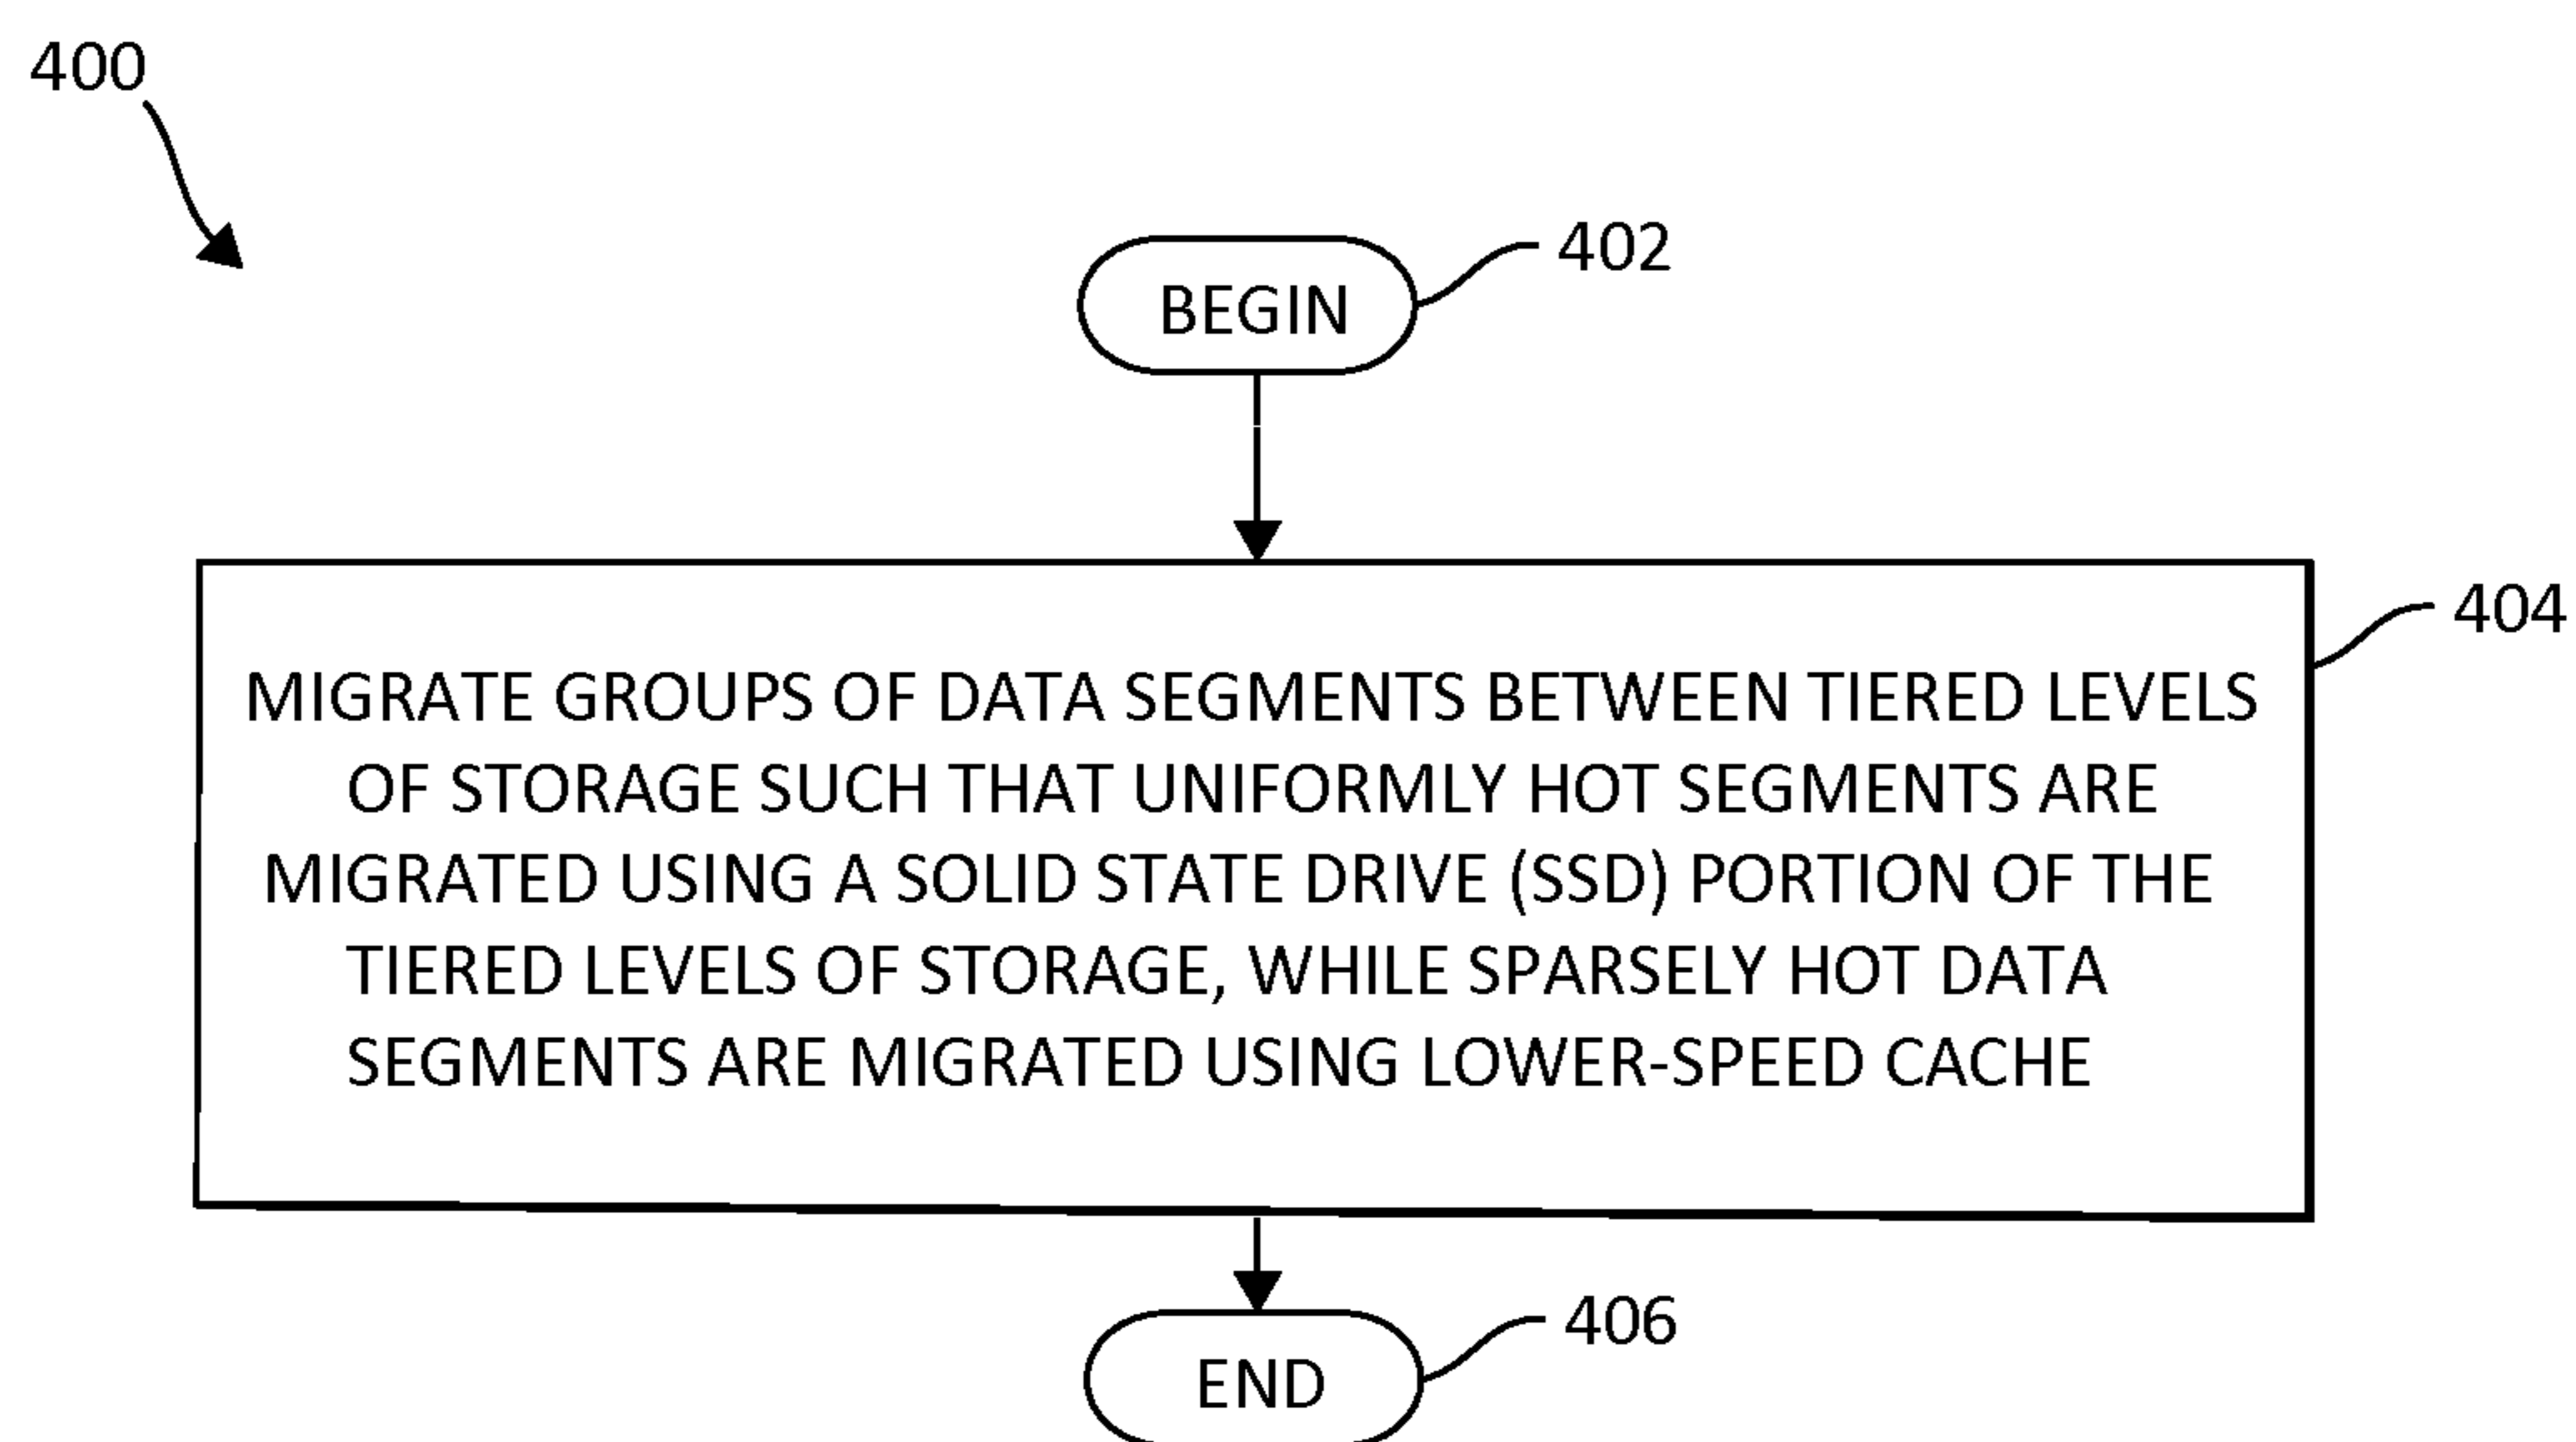 400
402
BEGIN
404
MIGRATE GROUPS OF DATA SEGMENTS BETWEEN TIERED LEVELS
OF STORAGE SUCH THAT UNIFORMLY HOT SEGMENTS ARE
MIGRATED USING A SOLID STATE DRIVE (SSD) PORTION OF THE
TIERED LEVELS OF STORAGE, WHILE SPARSELY HOT DATA
SEGMENTS ARE MIGRATED USING LOWER-SPEED CACHE
406
END